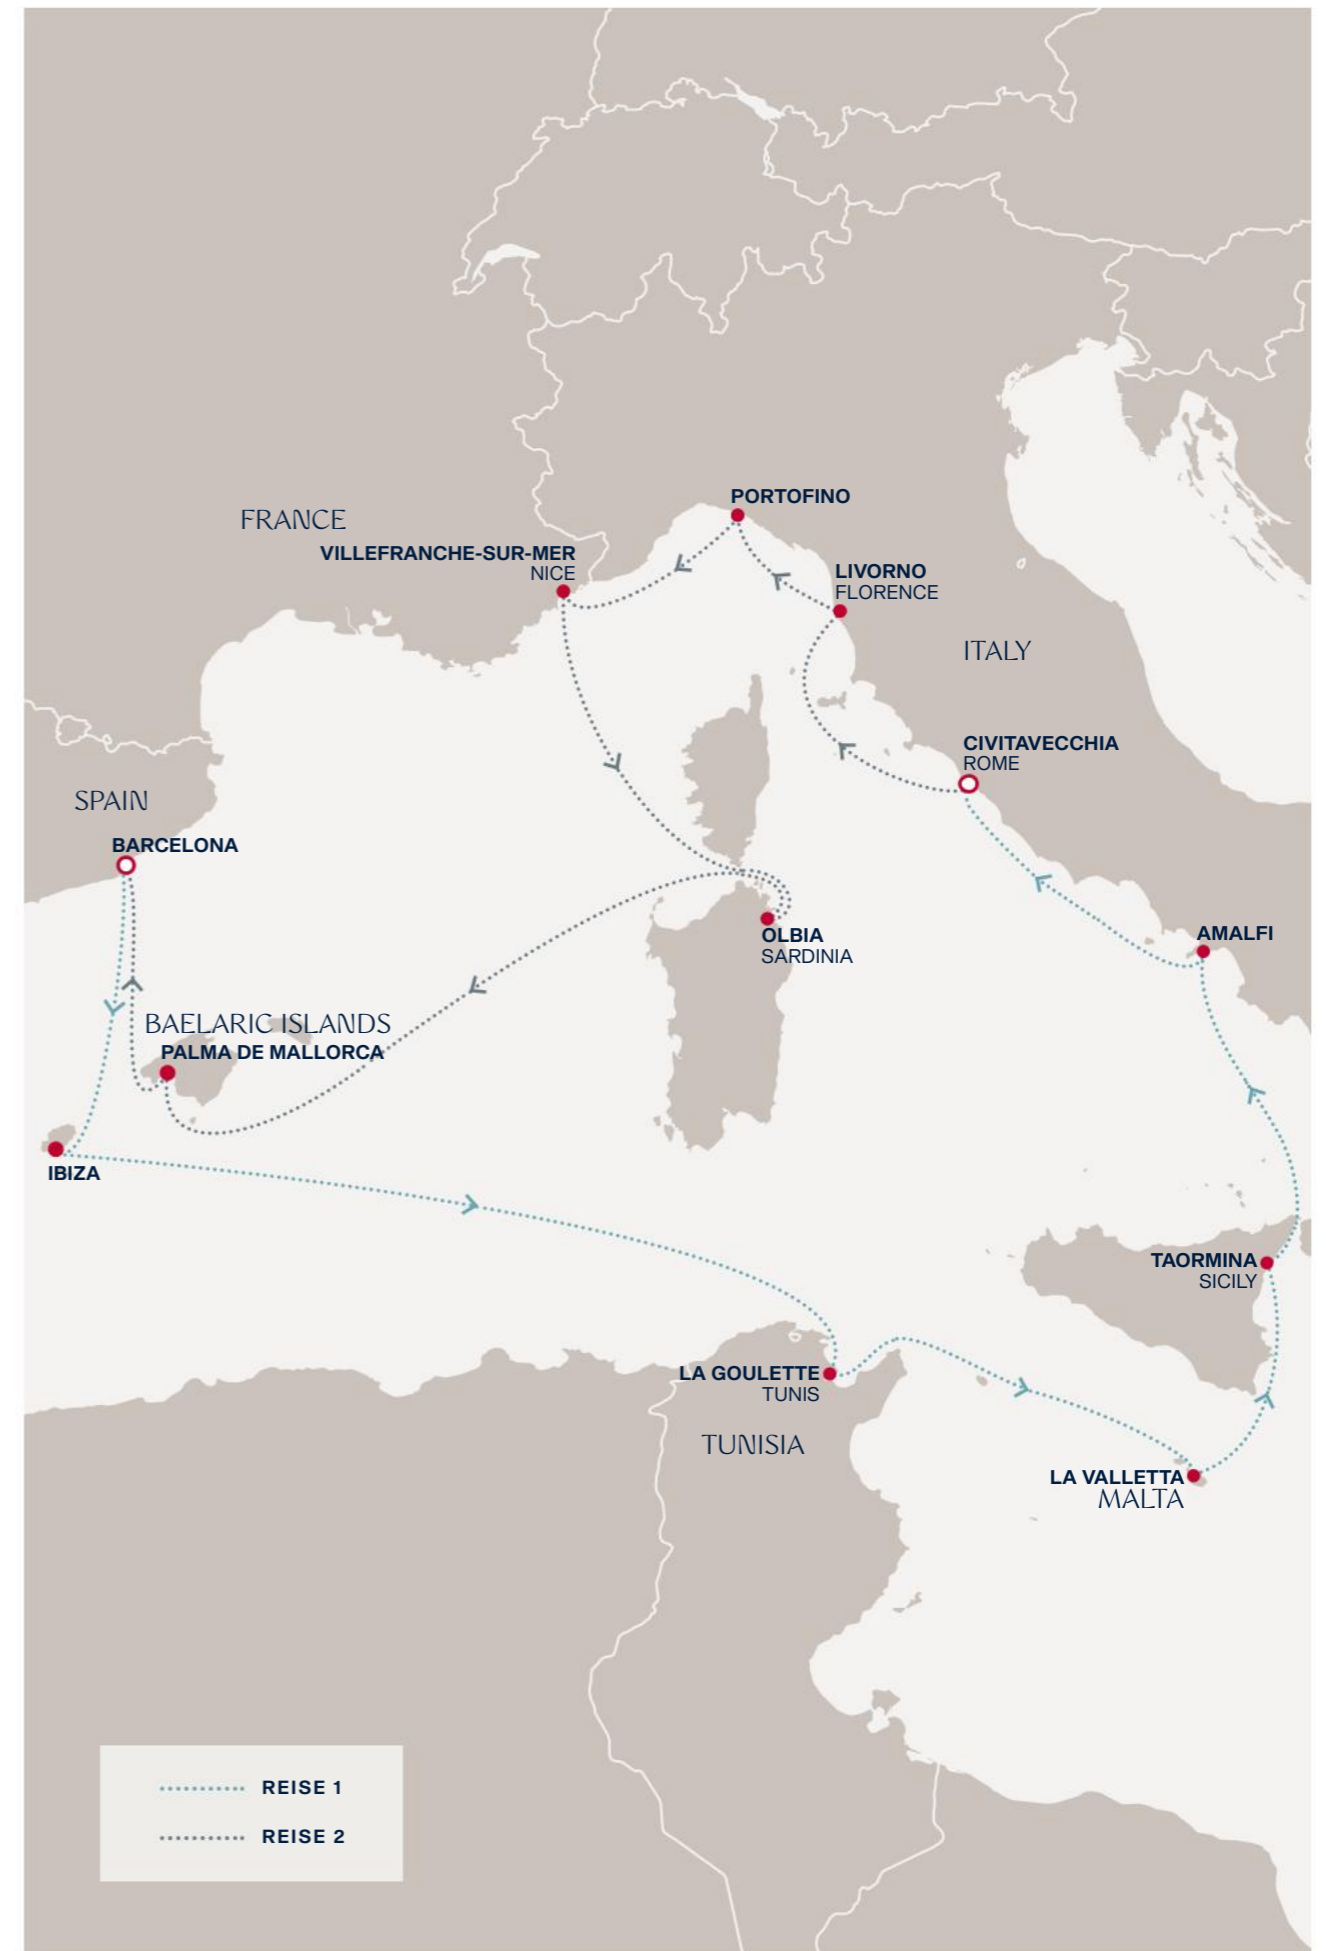 PORTOFINO
FRANCE
VILLEFRANCHE-SUR-MER
NICE
LIVORNO
FLORENCE
ITALY
CIVITAVECCHIA
ROME
SPAIN
BARCELONA
OLBIA
SARDINIA
AMALFI
BAELARIC ISLANDS
PALMA DE MALLORCA
IBIZA
TAORMINA
SICILY
LA GOULETTE
TUNIS
TUNISIA
LA VALLETTA
MALTA
REISE 1
REISE 2